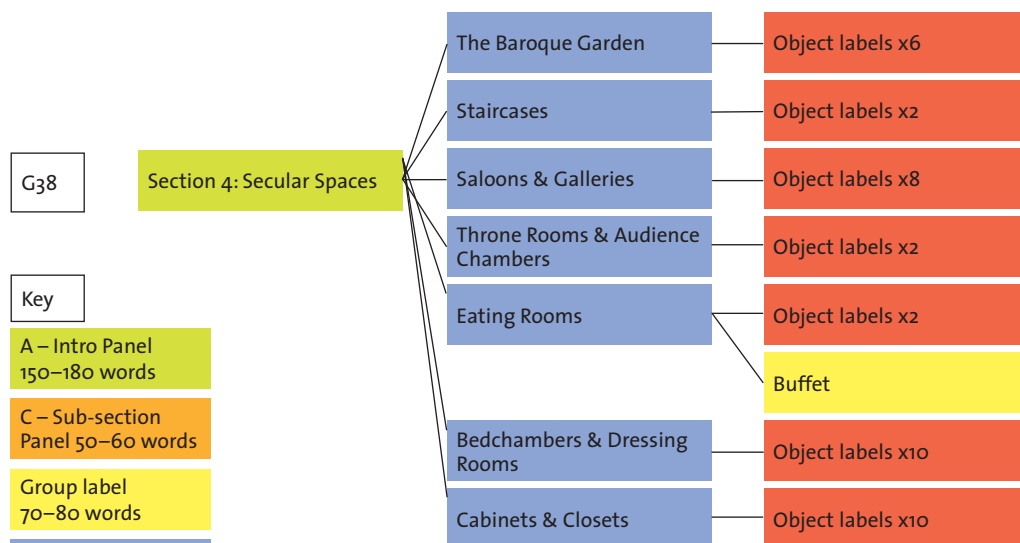 The Baroque Garden
Object labels x6
Staircases
Object labels x2
G38
Section 4: Secular Spaces
Saloons & Galleries
Object labels x8
Throne Rooms & Audience
Chambers
Object labels x2
Key
Eating Rooms
Object labels x2
A – Intro Panel
150–180 words
Buffet
C – Sub-section
Panel 50–60 words
Bedchambers & Dressing
Rooms
Object labels x10
Group label
70–80 words
Cabinets & Closets
Object labels x10